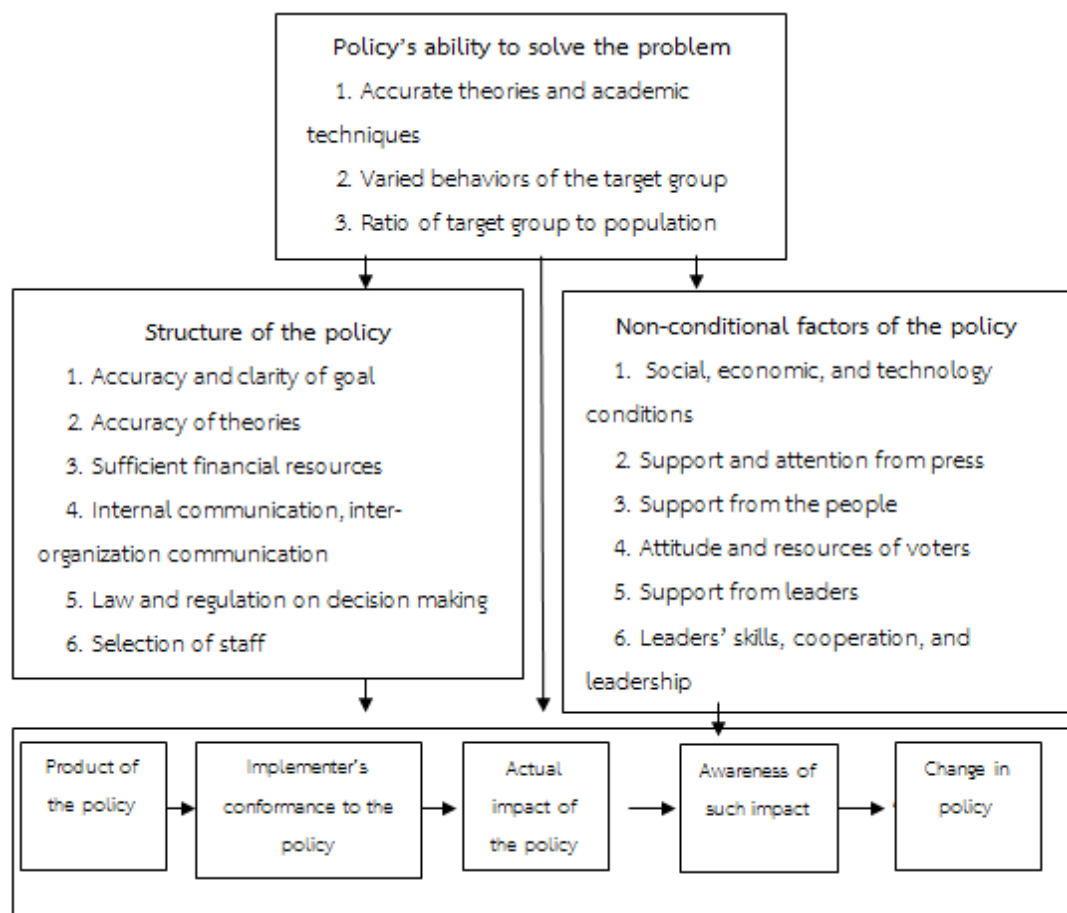 Policy's ability to solve the problem
1. Accurate theories and academic
techniques
2. Varied behaviors of the target group
3. Ratio of target group to population
Structure of the policy
1. Accuracy and clarity of goal
2. Accuracy of theories
3. Sufficient financial resources
4. Internal communication, inter-
organization communication
5. Law and regulation on decision making
6. Selection of staff
Non-conditional factors of the policy
1. Social, economic, and technology
conditions
2. Support and attention from press
3. Support from the people
4. Attitude and resources of voters
5. Support from leaders
6. Leaders' skills, cooperation, and
leadership
Product of
the policy
Implementer's
conformance to the
policy
Actual
impact of
the policy
Awareness of
such impact
Change in
policy